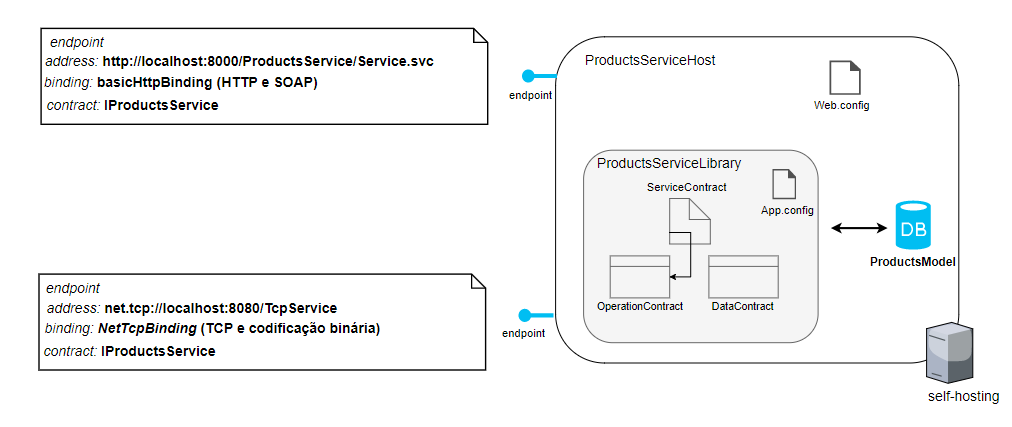 endpoint
address: http://localhost:8000/ProductsService/Service.svc
binding: basicHttpBinding (HTTP e SOAP)
contract: IProductsService
endpoint
ProductsServiceHost
Web.config
ProductsServiceLibrary
ServiceContract
App.config
OperationContract
DataContract
DB
ProductsModel
endpoint
address: net.tcp://localhost:8080/TcpService
binding: NetTcpBinding (TCP e codificação binária)
contract: IProductsService
endpoint
self-hosting